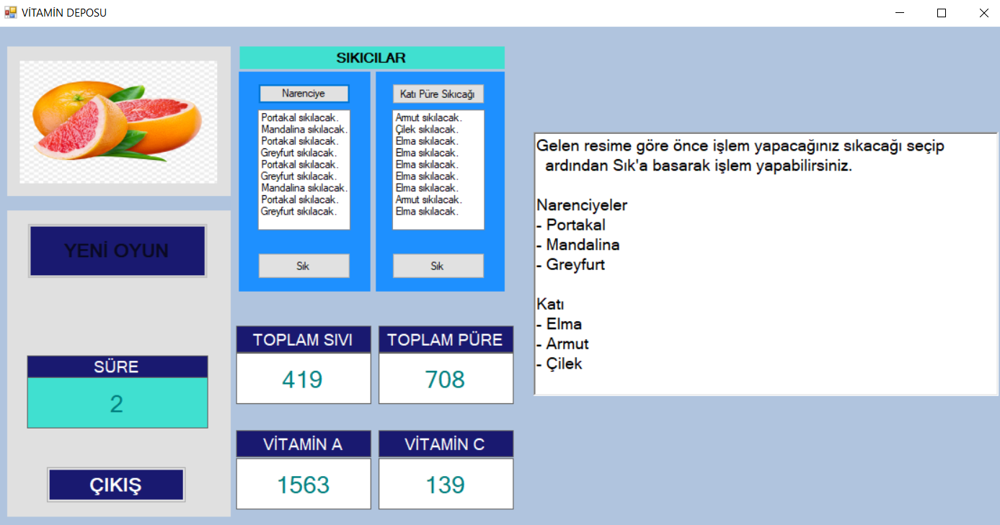 VİTAMİN DEPOSU
SIKICILAR
Narenciye
Portakal sıkılacak.
Mandalina sıkılacak.
Portakal sıkılacak.
Greyfurt sıkılacak.
Portakal sıkılacak.
Greyfurt sıkılacak.
Mandalina sıkılacak.
Portakal sıkılacak.
Greyfurt sıkılacak.
Sık
Katı Püre Sıkıcağı
Armut sıkılacak.
Çilek sıkılacak.
Elma sıkılacak.
Elma sıkılacak.
Elma sıkılacak.
Elma sıkılacak.
Elma sıkılacak.
Armut sıkılacak.
Elma sıkılacak.
Sık
Gelen resime göre önce işlem yapacağınız sıkacağı seçip
ardından Sık'a basarak işlem yapabilirsiniz.
Narenciyeler
- Portakal
- Mandalina
- Greyfurt
Katı
- Elma
- Armut
- Çilek
YENİ OYUN
SÜRE
2
ÇIKIŞ
TOPLAM SIVI
419
TOPLAM PÜRE
708
VİTAMİN A
1563
VİTAMİN C
139